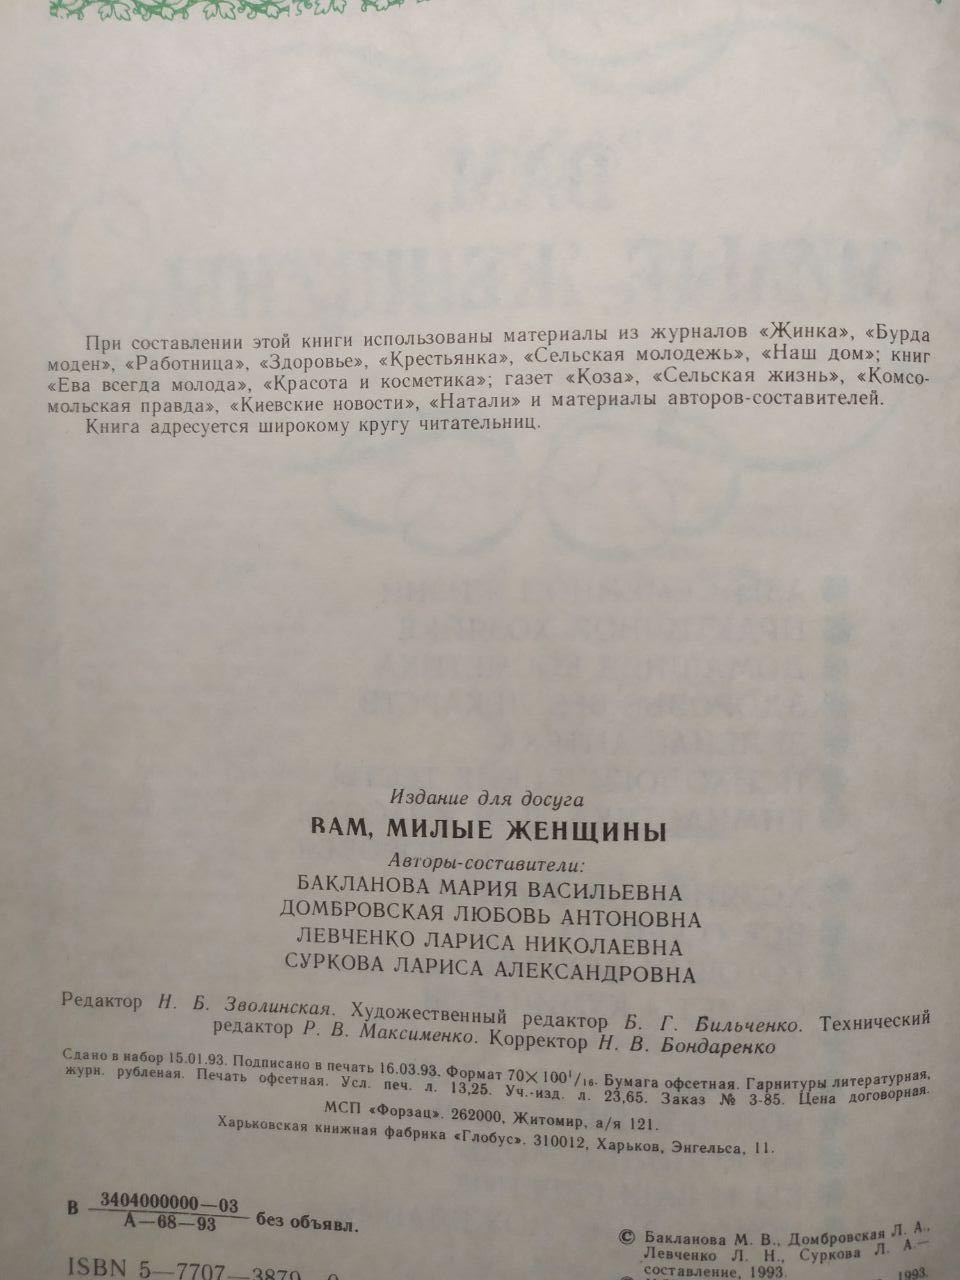 При составлении этой книги использованы материалы из журналов «Жинка», «Бурда
моден», «Работница», «Здоровье», «Крестьянка», «Сельская молодежь», «Наш дом»; книг
«Ева всегда молода», «Красота и косметика»; газет «Коза», «Сельская жизнь», «Комсо-
мольская правда», «Киевские новости», «Натали» и материалы авторов-составителей.
Книга адресуется широкому кругу читательниц.
Издание для досуга
ВАМ, МИЛЫЕ ЖЕНЩИНЫ
Авторы-составители:
БАКЛАНОВА МАРИЯ ВАСИЛЬЕВНА
ДОМБРОВСКАЯ ЛЮБОВЬ АНТОНОВНА
ЛЕВЧЕНКО ЛАРИСА НИКОЛАЕВНА
СУРКОВА ЛАРИСА АЛЕКСАНДРОВНА
Редактор Н. Б. Зволинская. Художественный редактор Б. Г. Бильченко. Технический
редактор Р. В. Максименко. Корректор Н. В. Бондаренко
Сдано в набор 15.01.93. Подписано в печать 16.03.93. Формат 70×100¹/₁₆. Бумага офсетная. Гарнитуры литературная,
журн. рубленая. Печать офсетная. Усл. печ. л. 13,25. Уч.-изд. л. 23,65. Заказ № 3-85. Цена договорная.
МСП «Форзац». 262000, Житомир, а/я 121.
Харьковская книжная фабрика «Глобус». 310012, Харьков, Энгельса, 11.
В 3404000000—03 без объявл.
А—68—93
© Бакланова М. В., Домбровская Л. А.,
Левченко Л. Н., Суркова Л. А.—
составление, 1993.
ISBN 5—7707—3879
1993.